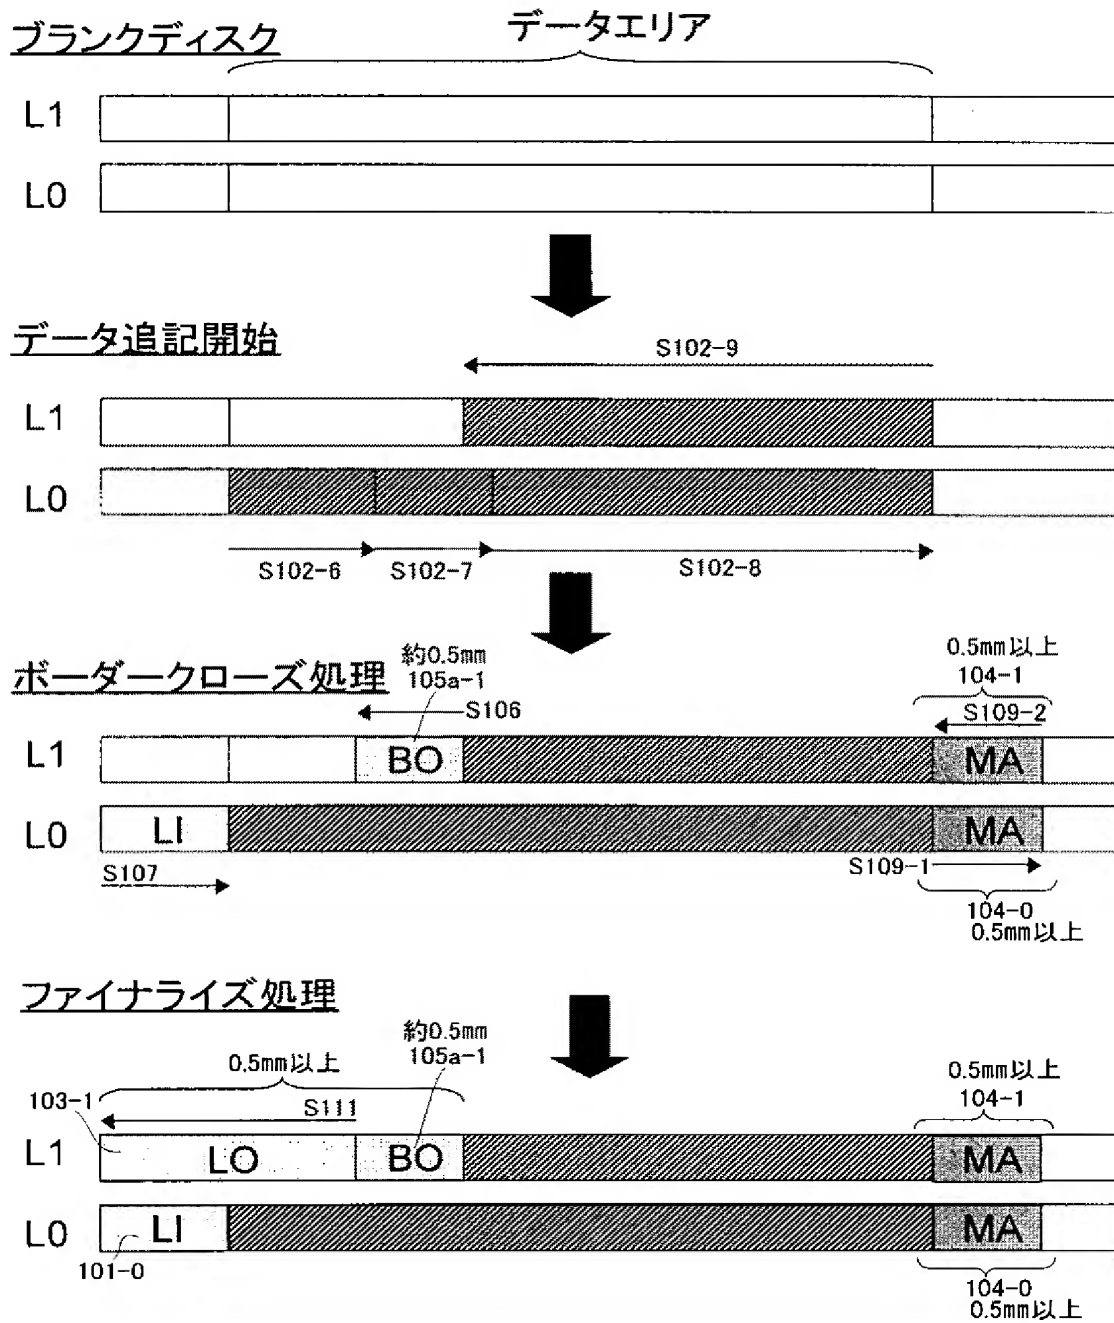 ブランクディスク
データエリア
L1
L0
データ追記開始
S102-9
L1
L0
S102-6
S102-7
S102-8
ボーダークローズ処理
約0.5mm
105a-1
S106
0.5mm以上
104-1
S109-2
L1
BO
MA
L0
LI
MA
S107
S109-1
104-0
0.5mm以上
ファイナライズ処理
約0.5mm
105a-1
0.5mm以上
0.5mm以上
104-1
103-1
S111
L1
LO
BO
MA
L0
LI
MA
101-0
104-0
0.5mm以上